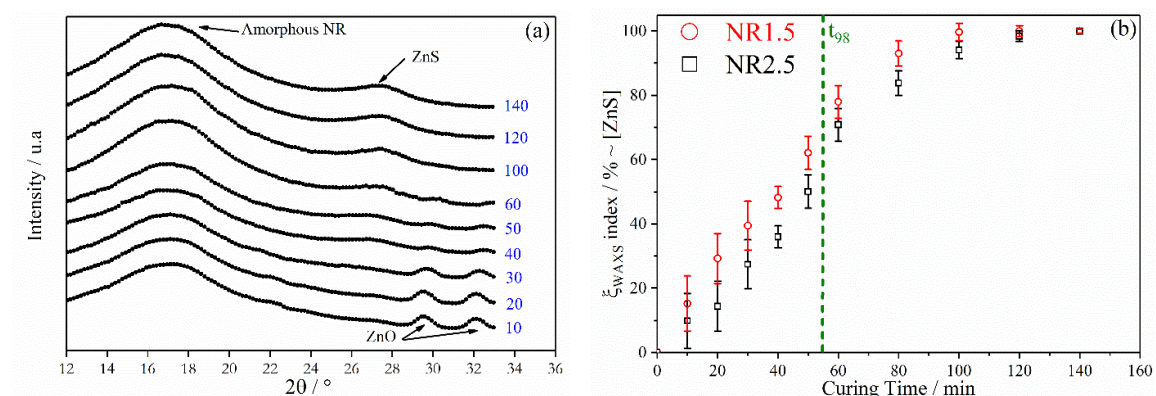 (a)
Amorphous NR
ZnS
140
120
100
60
50
40
30
20
10
ZnO
Intensity / u.a
12 14 16 18 20 22 24 26 28 30 32 34 36
2θ / °
(b)
NR1.5
NR2.5
t98
100
80
60
40
20
0
ξWAXS index / % ~ [ZnS]
0 20 40 60 80 100 120 140 160
Curing Time / min